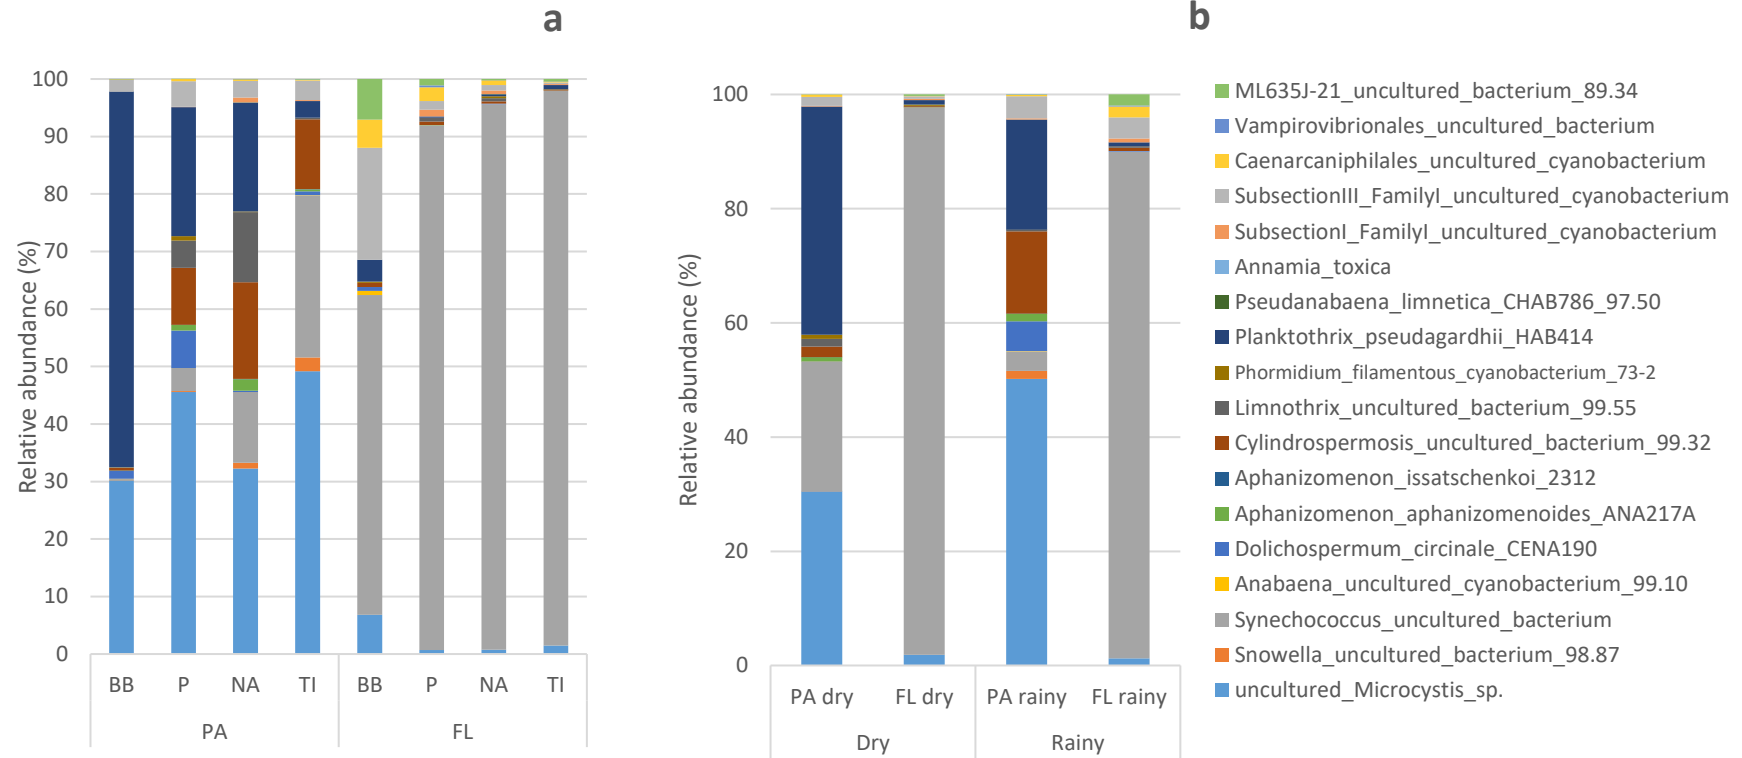 a
100
90
80
70
60
50
40
30
20
10
0
Relative abundance (%)
BB P NA TI BB P NA TI
PA FL
b
100
80
60
40
20
0
Relative abundance (%)
PA dry FL dry PA rainy FL rainy
Dry Rainy
ML635J-21_uncultured_bacterium_89.34
Vampirovibrionales_uncultured_bacterium
Caenarcaniphilales_uncultured_cyanobacterium
SubsectionIII_FamilyI_uncultured_cyanobacterium
SubsectionI_FamilyI_uncultured_cyanobacterium
Annamia_toxica
Pseudanabaena_limnetica_CHAB786_97.50
Planktothrix_pseudagardhii_HAB414
Phormidium_filamentous_cyanobacterium_73-2
Limnothrix_uncultured_bacterium_99.55
Cylindrospermosis_uncultured_bacterium_99.32
Aphanizomenon_issatschenkoi_2312
Aphanizomenon_aphanizomenoides_ANA217A
Dolichospermum_circinale_CENA190
Anabaena_uncultured_cyanobacterium_99.10
Synechococcus_uncultured_bacterium
Snowella_uncultured_bacterium_98.87
uncultured_Microcystis_sp.